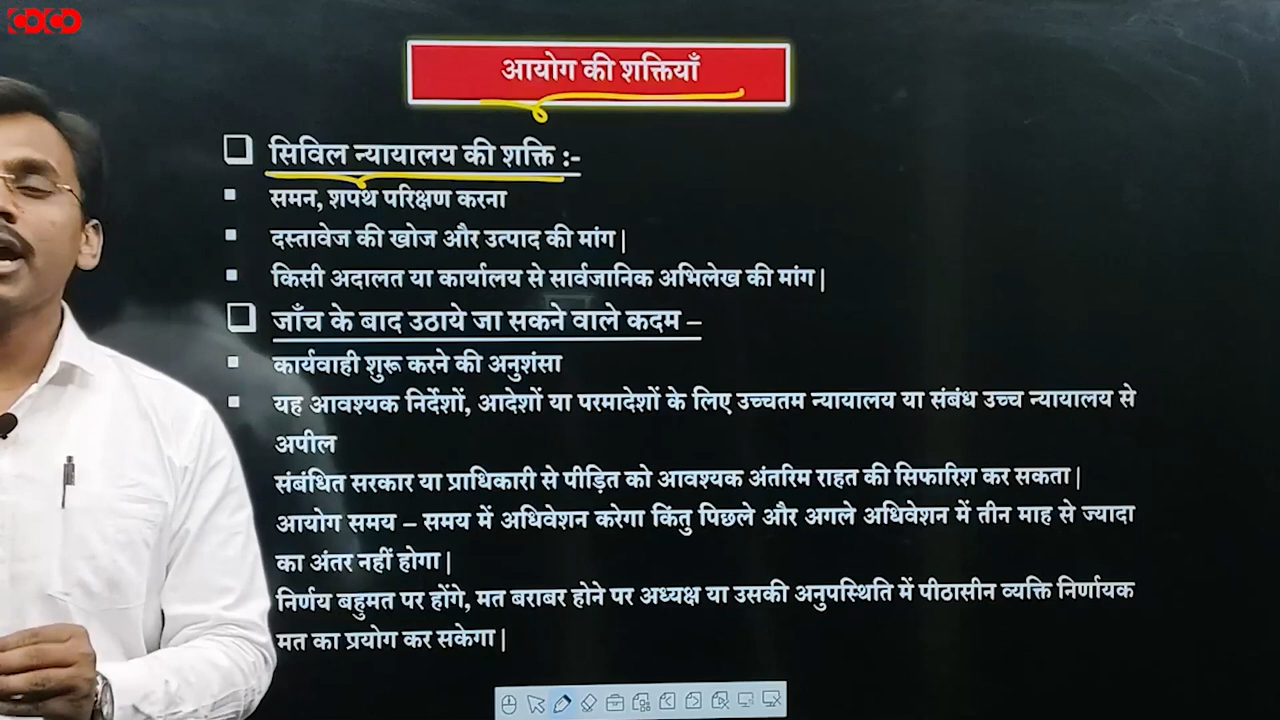 CDCD
आयोग की शक्तियाँ
सिविल न्यायालय की शक्ति :-
समन, शपथ परिक्षण करना
दस्तावेज की खोज और उत्पाद की मांग |
किसी अदालत या कार्यालय से सार्वजानिक अभिलेख की मांग |
जाँच के बाद उठाये जा सकने वाले कदम –
कार्यवाही शुरू करने की अनुशंसा
यह आवश्यक निर्देशों, आदेशों या परमादेशों के लिए उच्चतम न्यायालय या संबंध उच्च न्यायालय से
अपील
संबंधित सरकार या प्राधिकारी से पीड़ित को आवश्यक अंतरिम राहत की सिफारिश कर सकता |
आयोग समय – समय में अधिवेशन करेगा किंतु पिछले और अगले अधिवेशन में तीन माह से ज्यादा
का अंतर नहीं होगा |
निर्णय बहुमत पर होंगे, मत बराबर होने पर अध्यक्ष या उसकी अनुपस्थिति में पीठासीन व्यक्ति निर्णायक
मत का प्रयोग कर सकेगा |